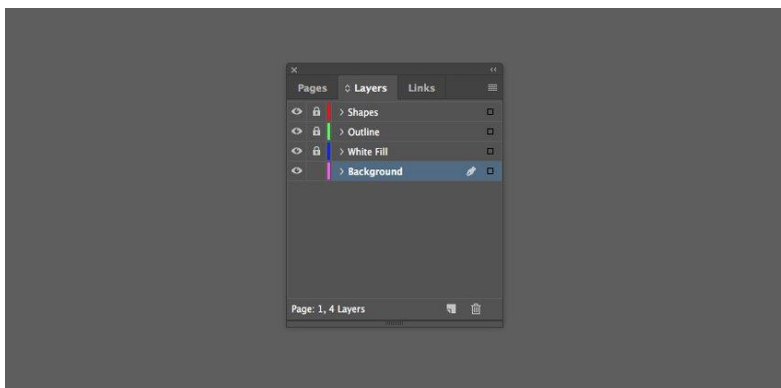 Pages Layers Links
Shapes
Outline
White Fill
Background
Page: 1, 4 Layers